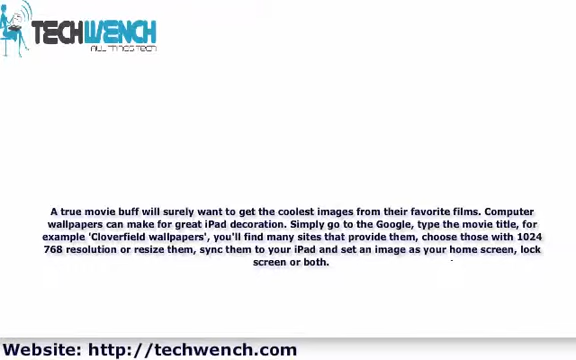 TECHWENCH
ALL THINGS TECH
A true movie buff will surely want to get the coolest images from their favorite films. Computer
wallpapers can make for great iPad decoration. Simply go to the Google, type the movie title, for
example 'Cloverfield wallpapers', you'll find many sites that provide them, choose those with 1024
768 resolution or resize them, sync them to your iPad and set an image as your home screen, lock
screen or both.
Website: http://techwench.com